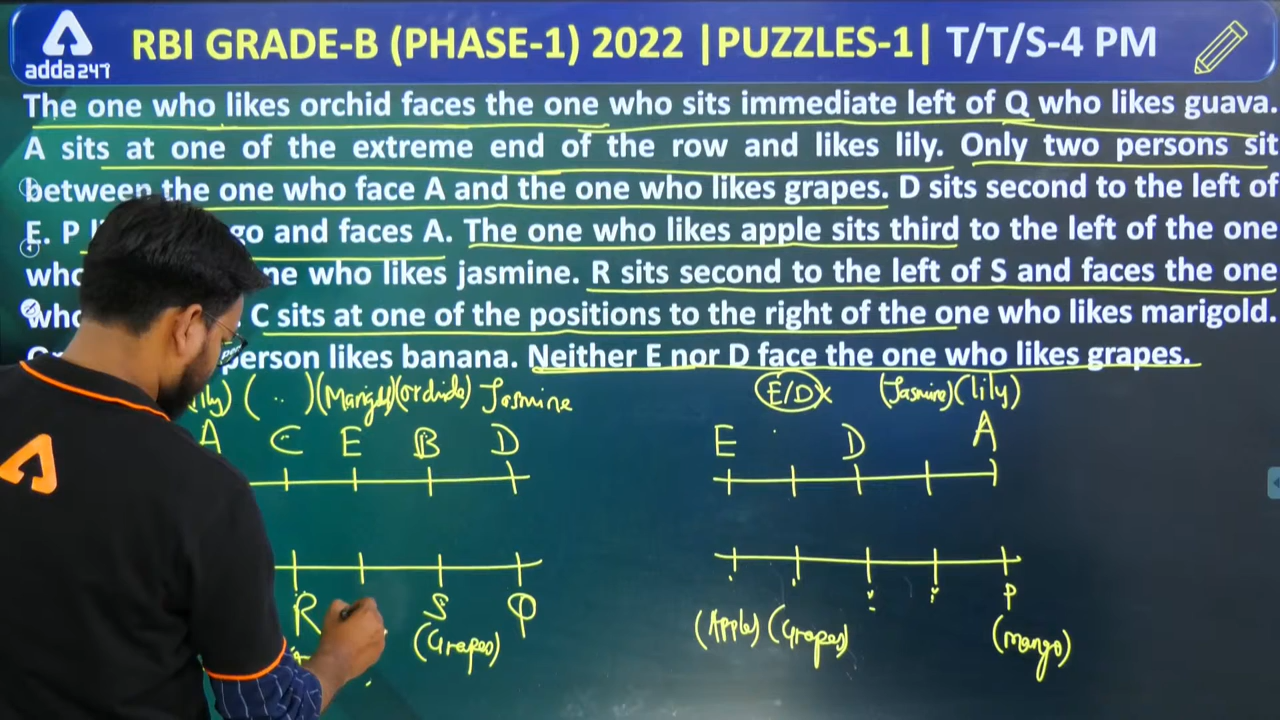 RBI GRADE-B (PHASE-1) 2022 |PUZZLES-1| T/T/S-4 PM
adda247
The one who likes orchid faces the one who sits immediate left of Q who likes guava.
A sits at one of the extreme end of the row and likes lily. Only two persons sit
between the one who face A and the one who likes grapes. D sits second to the left of
E. P go and faces A. The one who likes apple sits third to the left of the one
who likes jasmine. R sits second to the left of S and faces the one
C sits at one of the positions to the right of the one who likes marigold.
person likes banana. Neither E nor D face the one who likes grapes.
(..) (Jasmine E/Dx (Jasmine) (lily)
A C E B D E D A
R S Q P
(Grapes) (Apple) (Grapes) (mango)